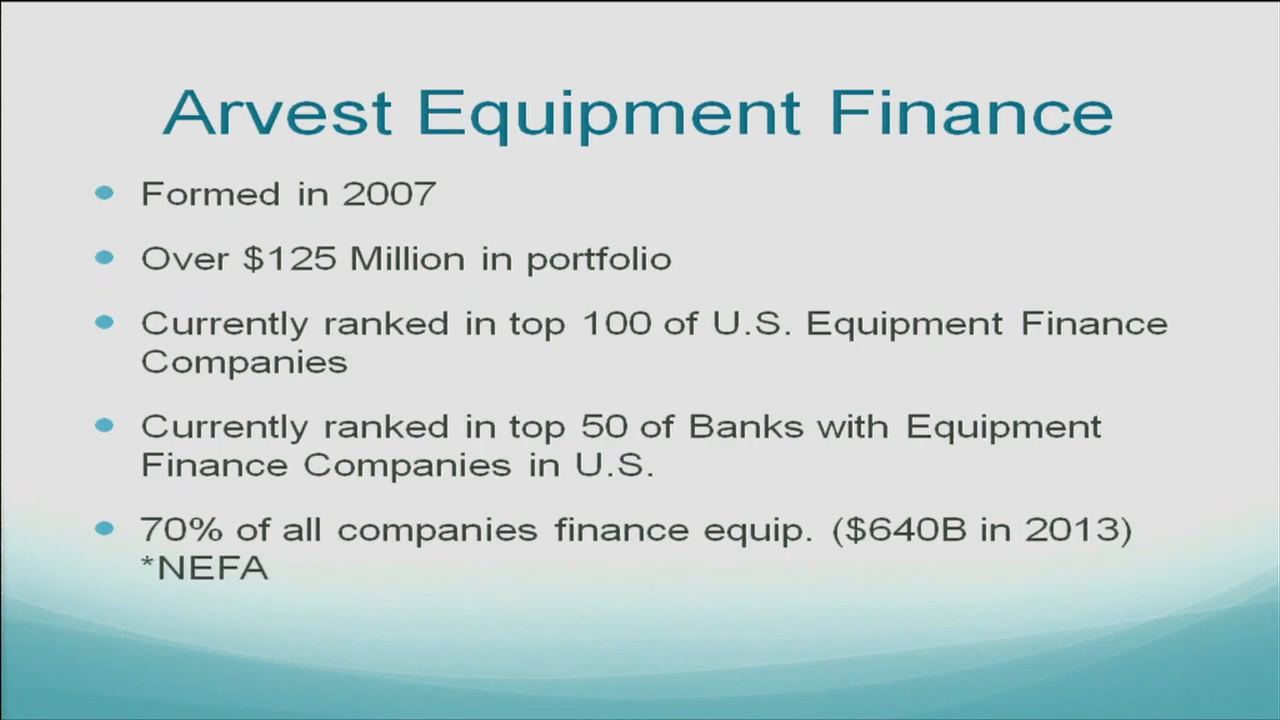 Arvest Equipment Finance
• Formed in 2007
• Over $125 Million in portfolio
• Currently ranked in top 100 of U.S. Equipment Finance
Companies
• Currently ranked in top 50 of Banks with Equipment
Finance Companies in U.S.
• 70% of all companies finance equip. ($640B in 2013)
*NEFA